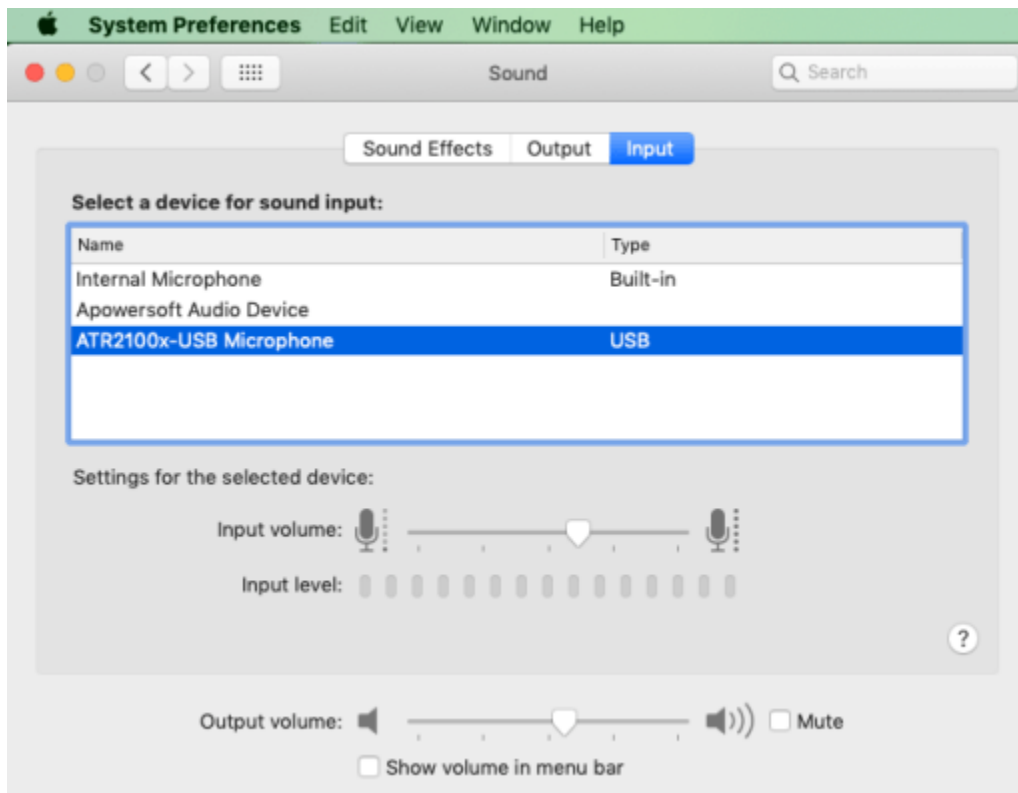 System Preferences Edit View Window Help
Sound
Search
Sound Effects Output Input
Select a device for sound input:
Name Type
Internal Microphone Built-in
Apowersoft Audio Device
ATR2100x-USB Microphone USB
Settings for the selected device:
Input volume:
Input level:
?
Output volume: Mute
Show volume in menu bar